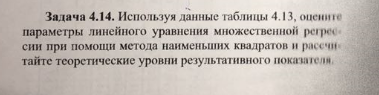 Задача 4.14. Используя данные таблицы 4.13, оцените
параметры линейного уравнения множественной регрес-
сии при помощи метода наименьших квадратов и рассчи-
тайте теоретические уровни результативного показателя.